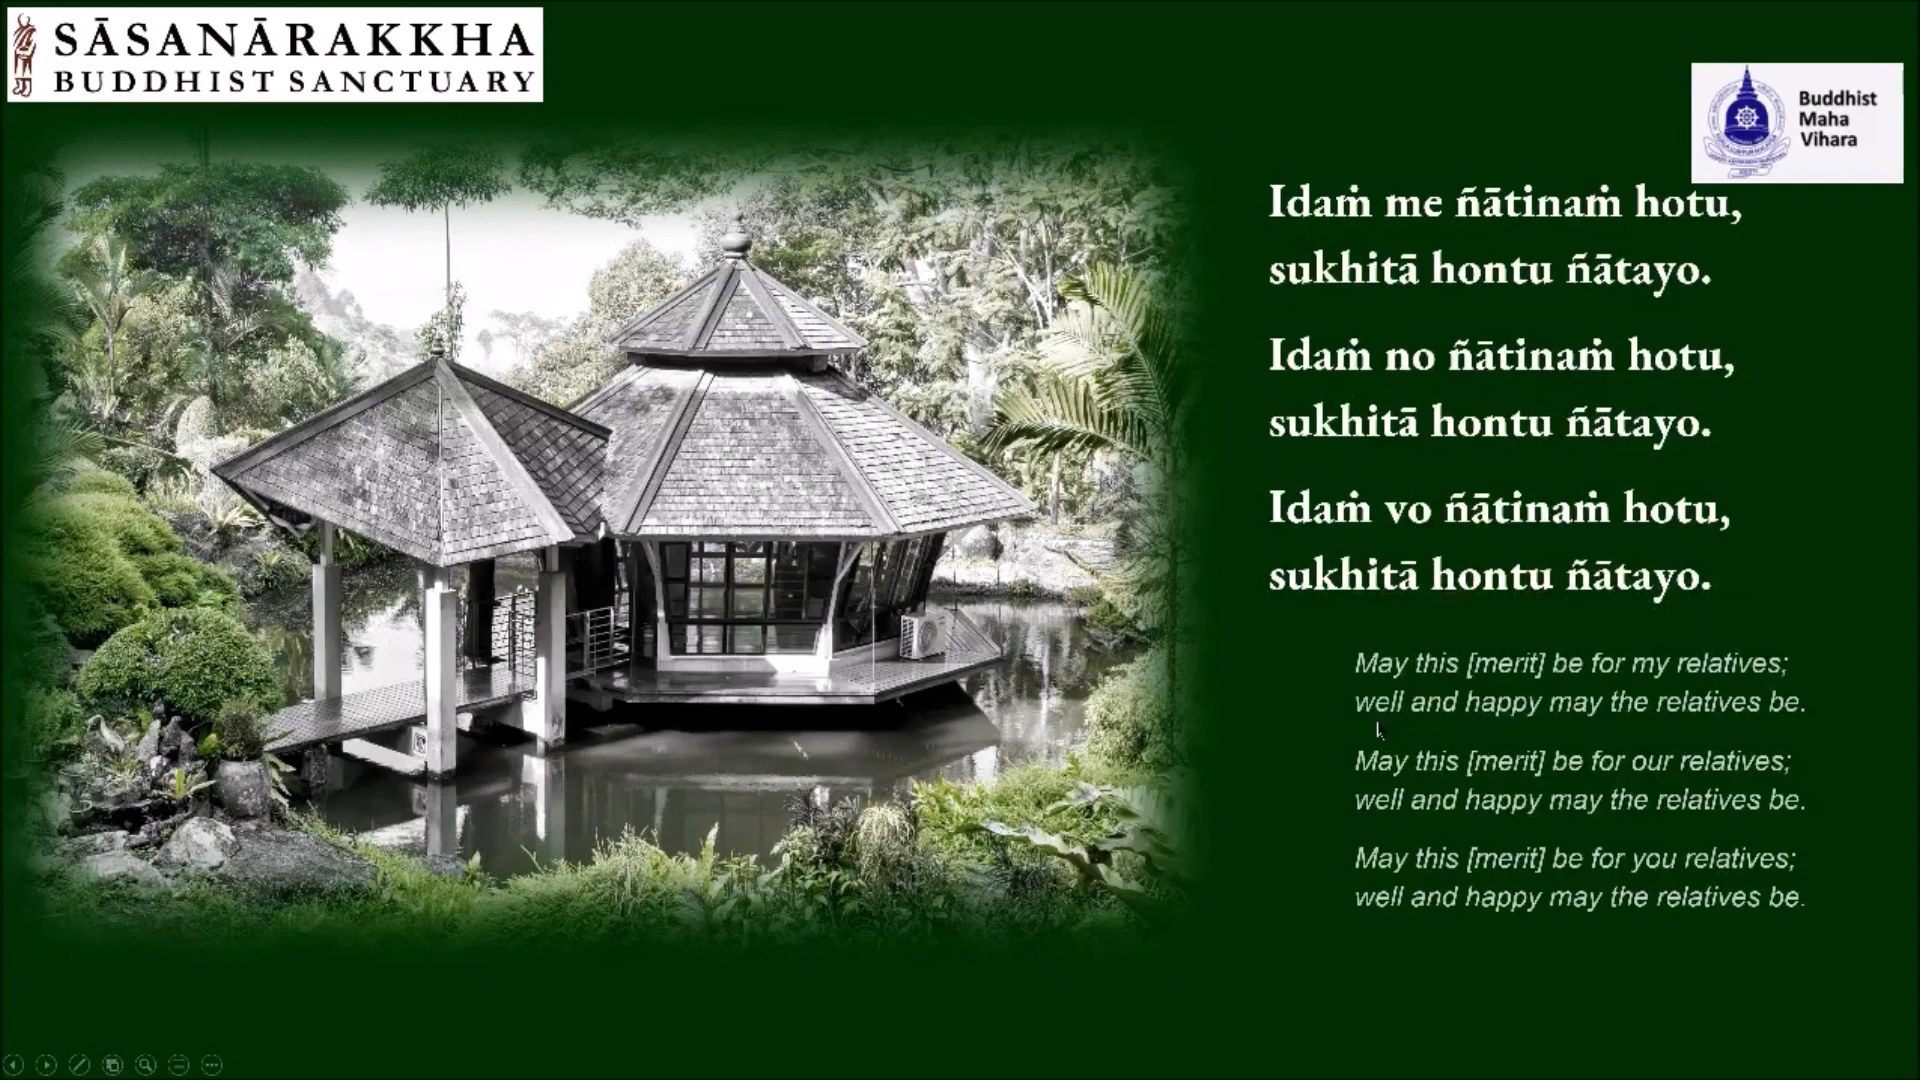 SĀSANĀRAKKHA
BUDDHIST SANCTUARY
Buddhist
Maha
Vihara
Idaṁ me ñātinaṁ hotu,
sukhitā hontu ñātayo.
Idaṁ no ñātinaṁ hotu,
sukhitā hontu ñātayo.
Idaṁ vo ñātinaṁ hotu,
sukhitā hontu ñātayo.
May this [merit] be for my relatives;
well and happy may the relatives be.
May this [merit] be for our relatives;
well and happy may the relatives be.
May this [merit] be for you relatives;
well and happy may the relatives be.